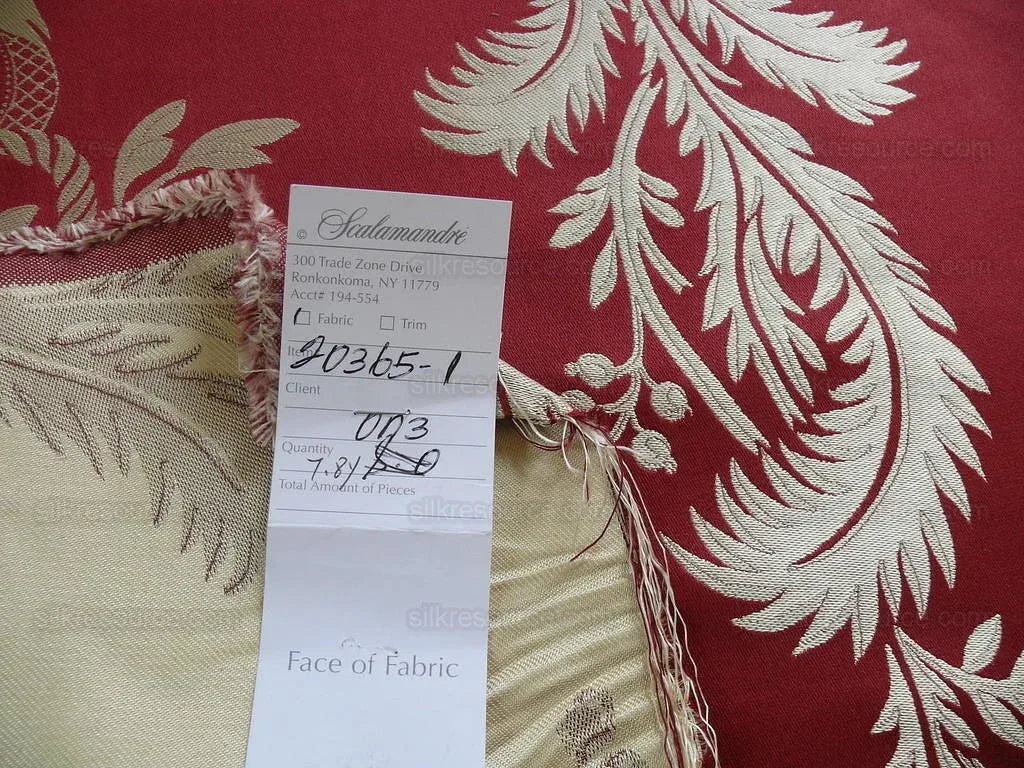 © Scalamandré
300 Trade Zone Drive
Ronkonkoma, NY 11779
Acct# 194-554
Fabric Trim
Item 20365-1
Client
003
Quantity
7.8y
Total Amount of Pieces
Face of Fabric
silkresource.com